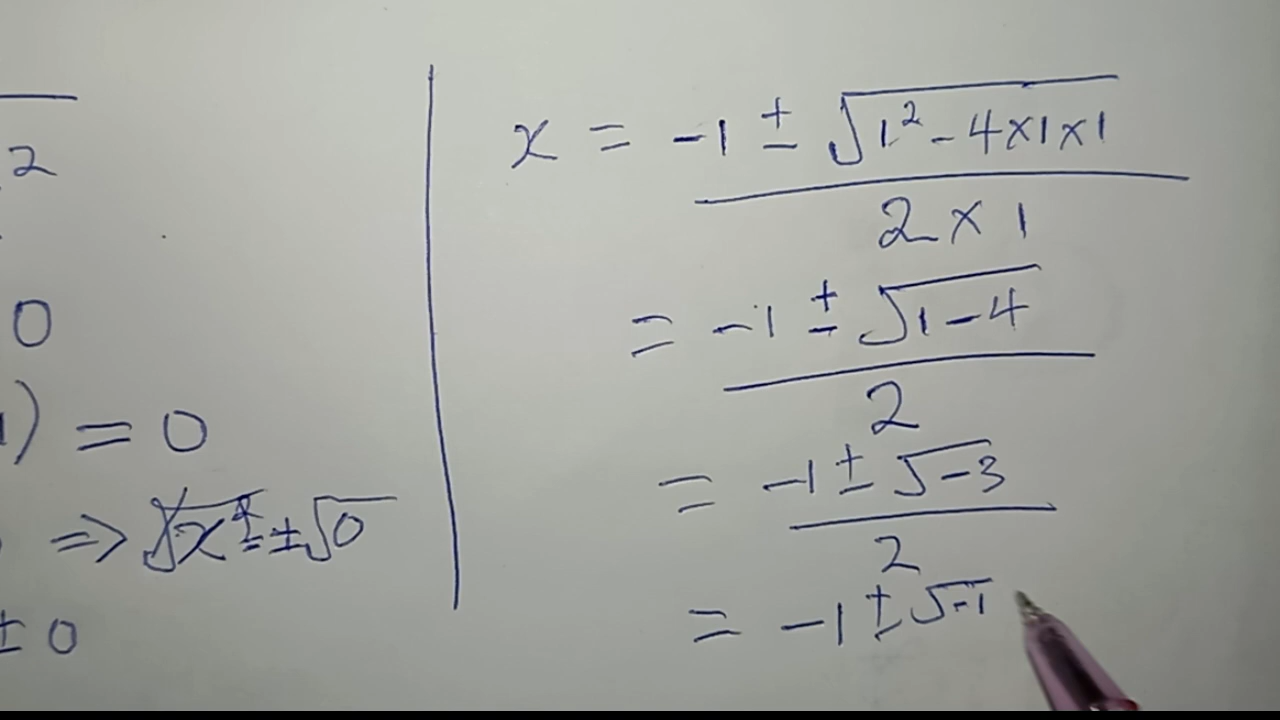 2
0
) = 0
⇒ √x² = ±√0
± 0
x = -1 ± √1² - 4×1×1
2 × 1
= -1 ± √1-4
2
= -1 ± √-3
2
= -1 ± √-1